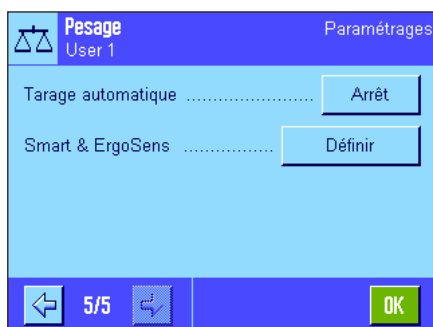 Pesage Paramétrages
User 1
Tarage automatique ....................... Arrêt
Smart & ErgoSens ................ Définir
5/5 OK